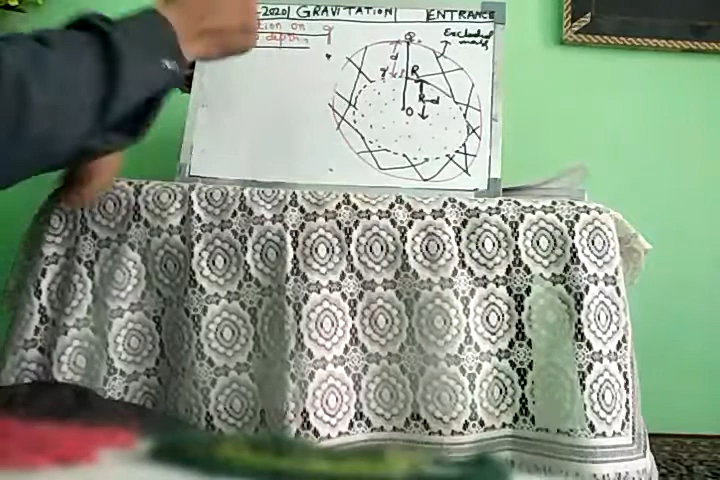 2020 GRAVITATION ENTRANCE
tion on g
depth
Q
Excluded
mass
d
R
R-d
O